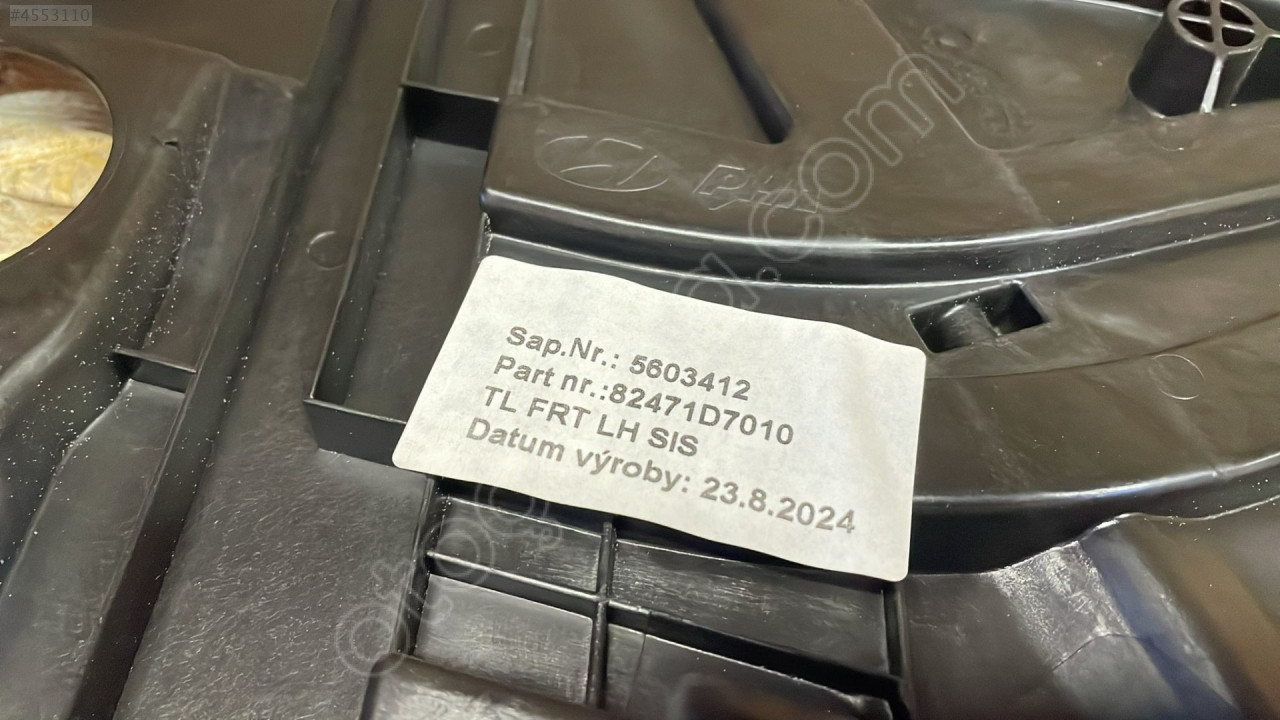 #4553110
Sap.Nr.: 5603412
Part nr.:82471D7010
TL FRT LH SIS
Datum výroby: 23.8.2024